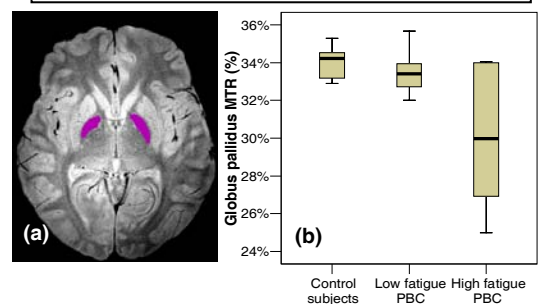 (a)
Globus pallidus MTR (%)
36%
34%
32%
30%
28%
26%
24%
(b)
Control
subjects
Low fatigue
PBC
High fatigue
PBC